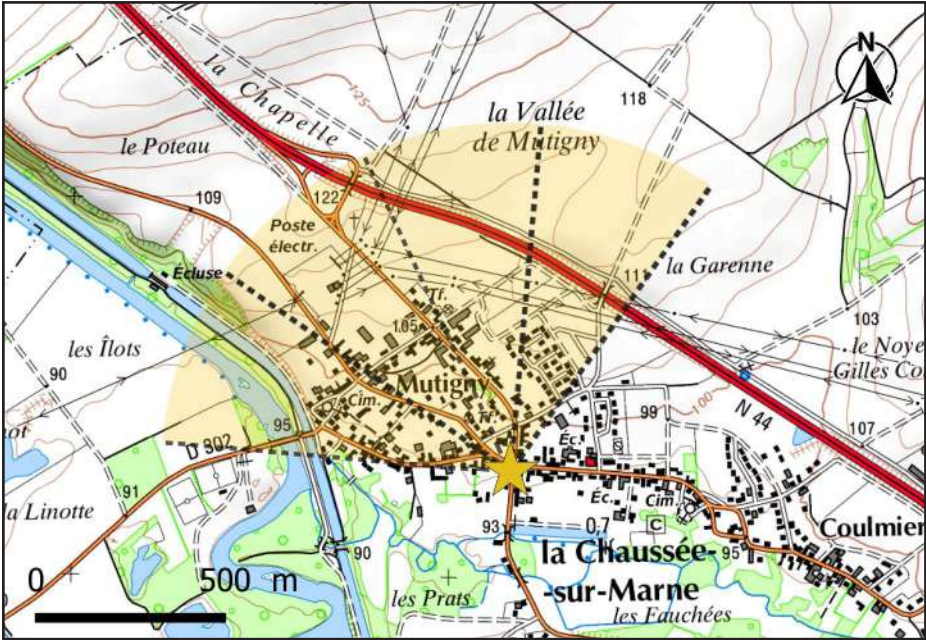 la Chapelle
125
118
N
la Vallée
de Mutigny
le Poteau
109
122
Poste
électr.
Écluse
111
la Garenne
Tr.
105
103
le Noye
Gilles Co
les Îlots
90
Mutigny
Cim.
99
100
N 44
95
D 302
Éc.
107
91
la Linotte
Éc.
Cim.
C
93
0.7
95
Coulmier
90
la Chaussée-
-sur-Marne
0
500 m
les Prats
les Fauchées